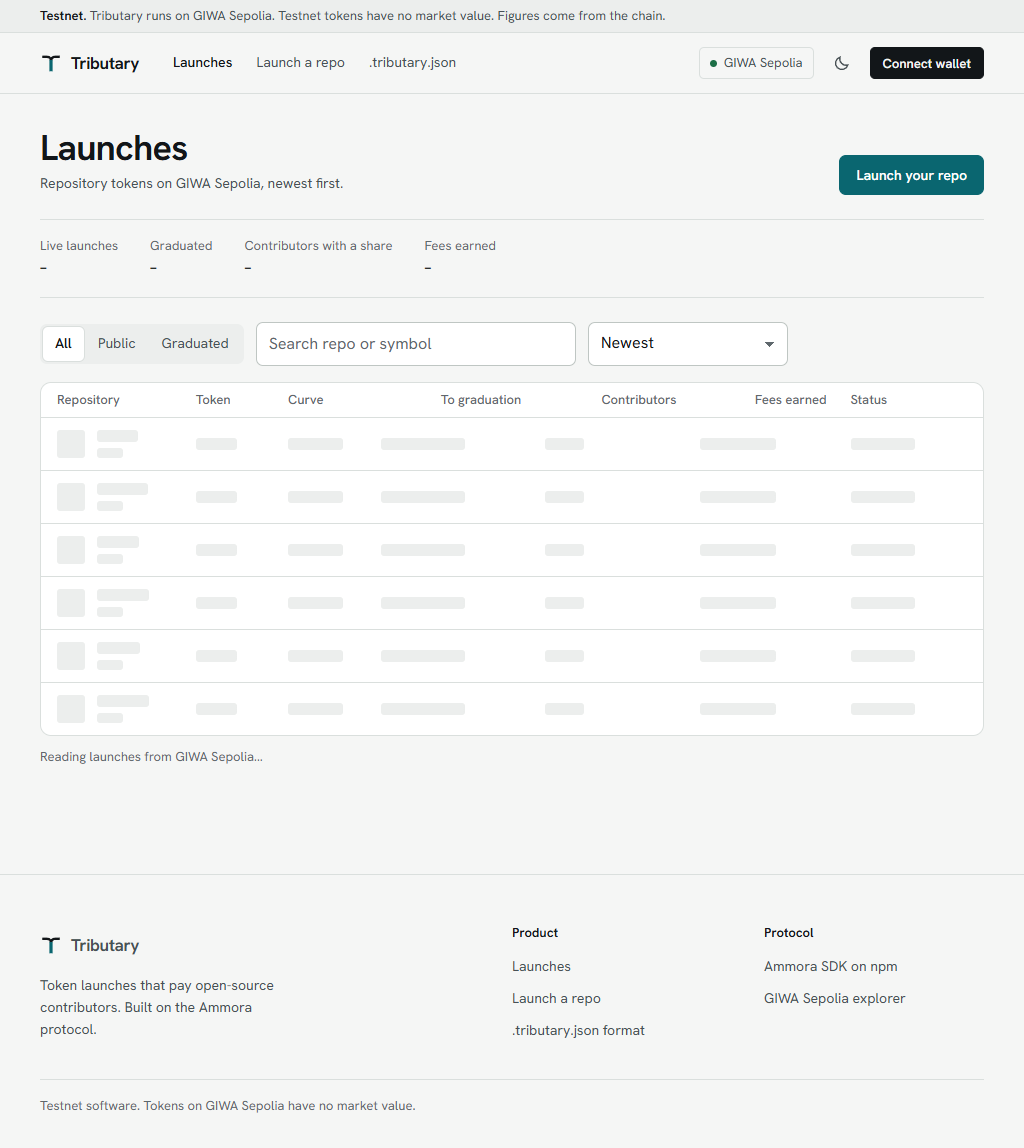 Testnet. Tributary runs on GIWA Sepolia. Testnet tokens have no market value. Figures come from the chain.
Tributary
Launches
Launch a repo
.tributary.json
GIWA Sepolia
Connect wallet
Launches
Repository tokens on GIWA Sepolia, newest first.
Launch your repo
Live launches
Graduated
Contributors with a share
Fees earned
–
–
–
–
All
Public
Graduated
Search repo or symbol
Newest
Repository
Token
Curve
To graduation
Contributors
Fees earned
Status
Reading launches from GIWA Sepolia…
Tributary
Token launches that pay open-source
contributors. Built on the Ammora
protocol.
Product
Launches
Launch a repo
.tributary.json format
Protocol
Ammora SDK on npm
GIWA Sepolia explorer
Testnet software. Tokens on GIWA Sepolia have no market value.